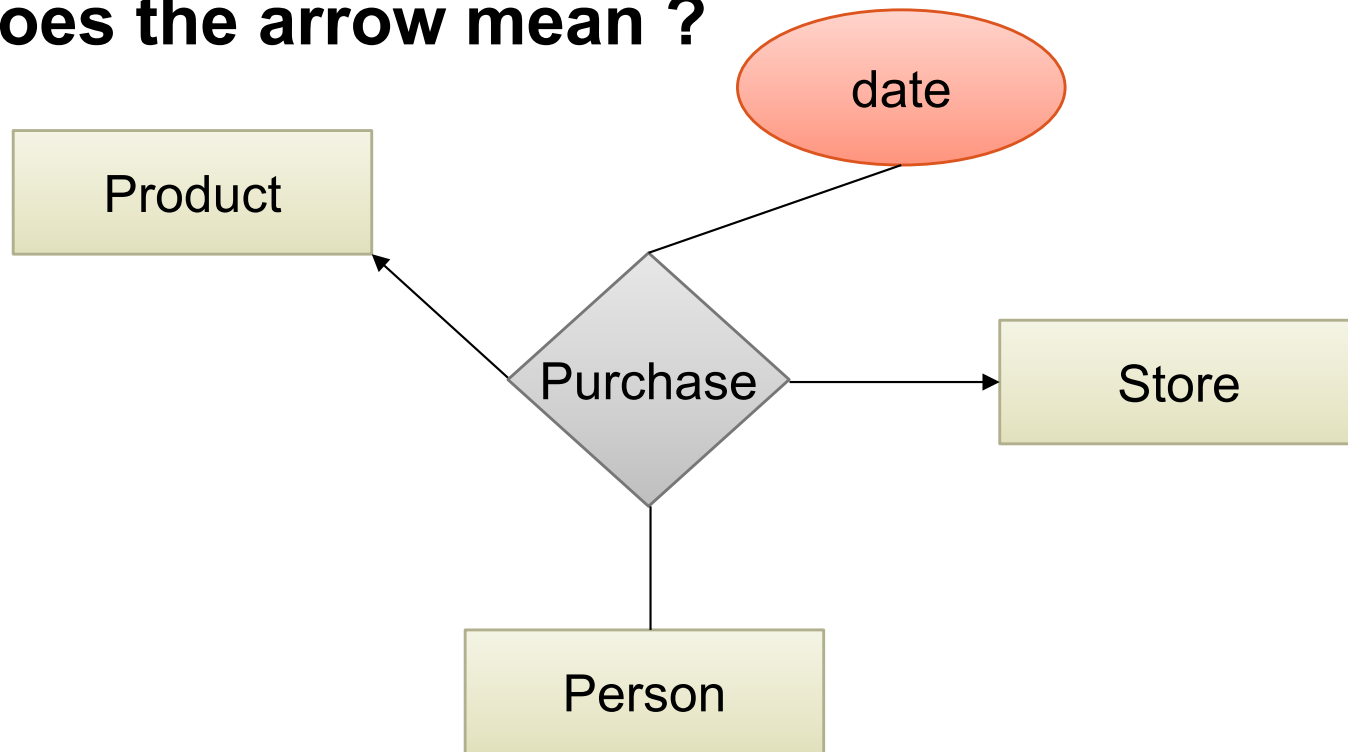 oes the arrow mean ?
date
Product
Purchase
Store
Person